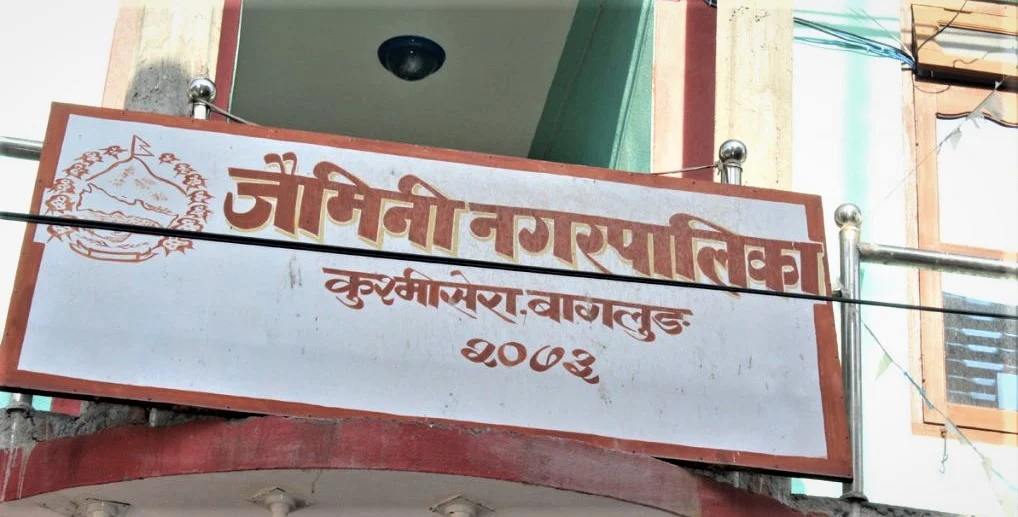 जैमिनी नगरपालिका
कुश्मीसेरा, बागलुङ
२०७३